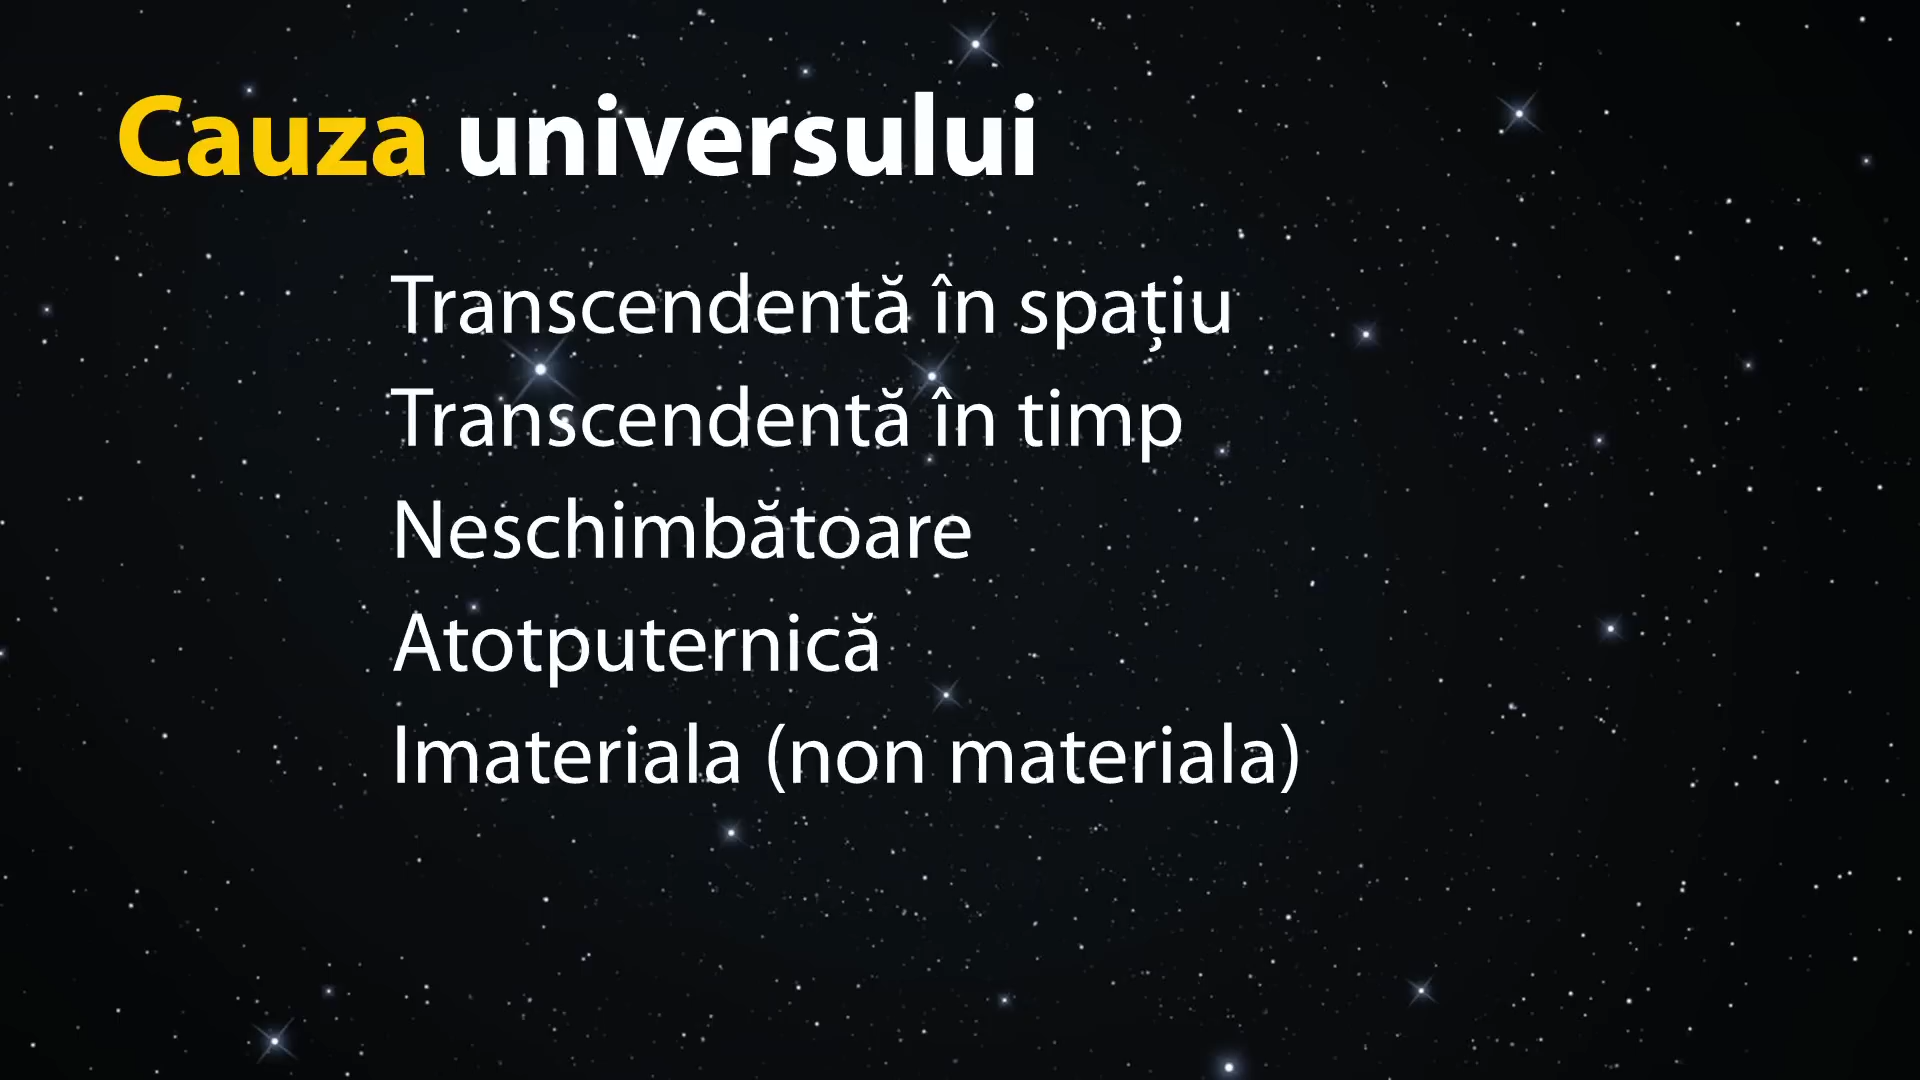 Cauza universului
Transcendentă în spațiu
Transcendentă în timp
Neschimbătoare
Atotputernică
Imateriala (non materiala)